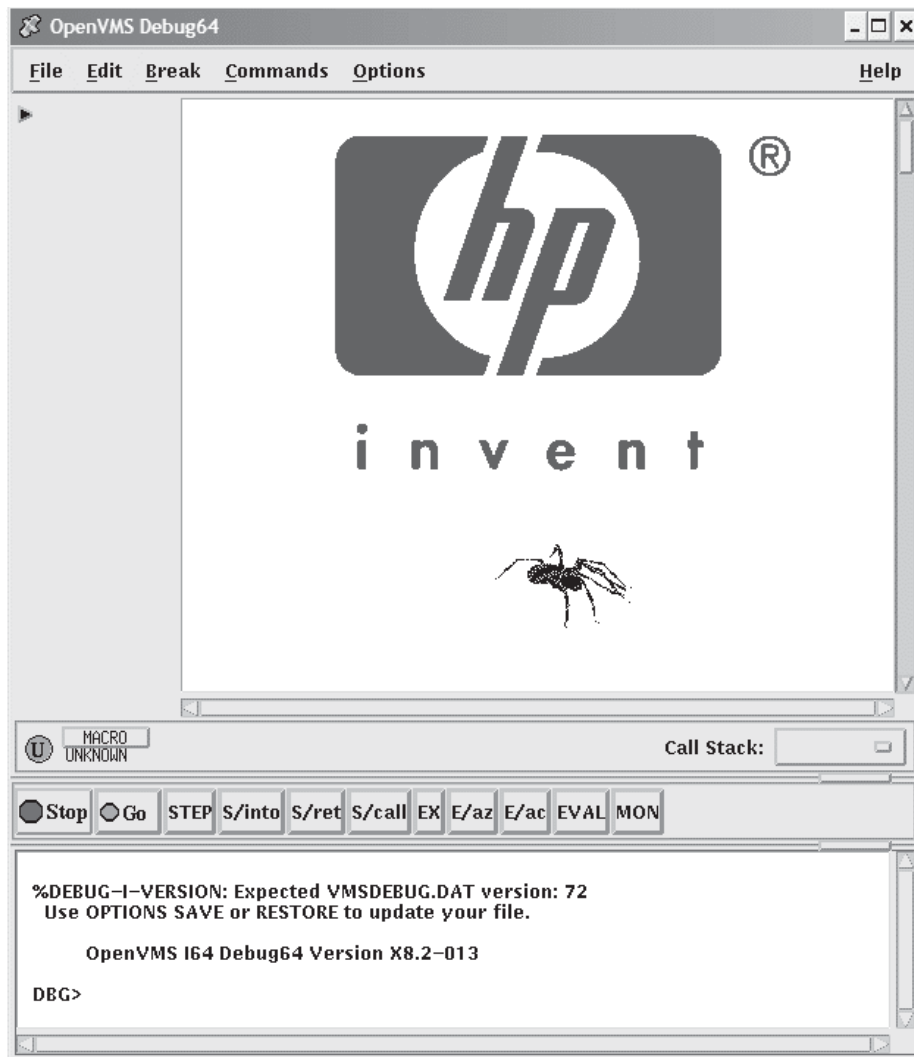 OpenVMS Debug64
File Edit Break Commands Options Help
hp ®
invent
U MACRO
UNKNOWN
Call Stack:
Stop Go STEP S/into S/ret S/call EX E/az E/ac EVAL MON
%DEBUG-I-VERSION: Expected VMSDEBUG.DAT version: 72
Use OPTIONS SAVE or RESTORE to update your file.
OpenVMS I64 Debug64 Version X8.2-013
DBG>